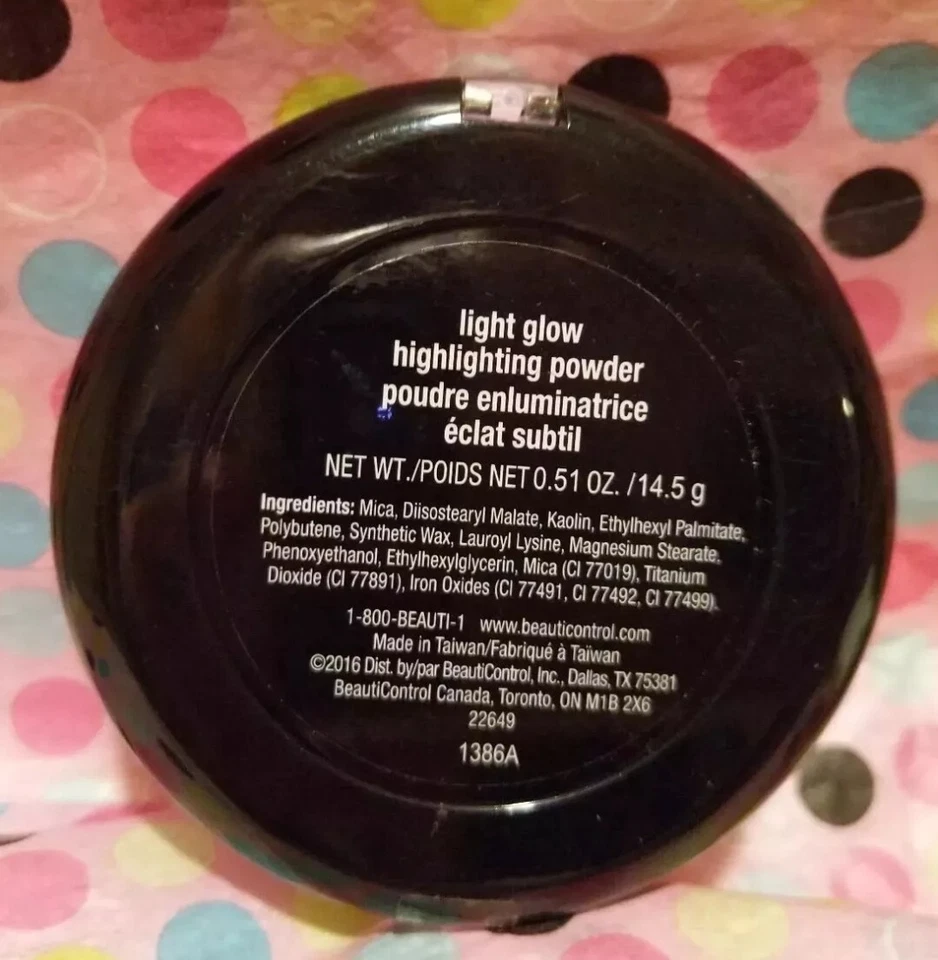 light glow
highlighting powder
poudre enluminatrice
éclat subtil
NET WT./POIDS NET 0.51 OZ. /14.5 g
Ingredients: Mica, Diisostearyl Malate, Kaolin, Ethylhexyl Palmitate,
Polybutene, Synthetic Wax, Lauroyl Lysine, Magnesium Stearate,
Phenoxyethanol, Ethylhexylglycerin, Mica (CI 77019), Titanium
Dioxide (CI 77891), Iron Oxides (CI 77491, CI 77492, CI 77499).
1-800-BEAUTI-1 www.beauticontrol.com
Made in Taiwan/Fabriqué à Taïwan
©2016 Dist. by/par BeautiControl, Inc., Dallas, TX 75381
BeautiControl Canada, Toronto, ON M1B 2X6
22649
1386A